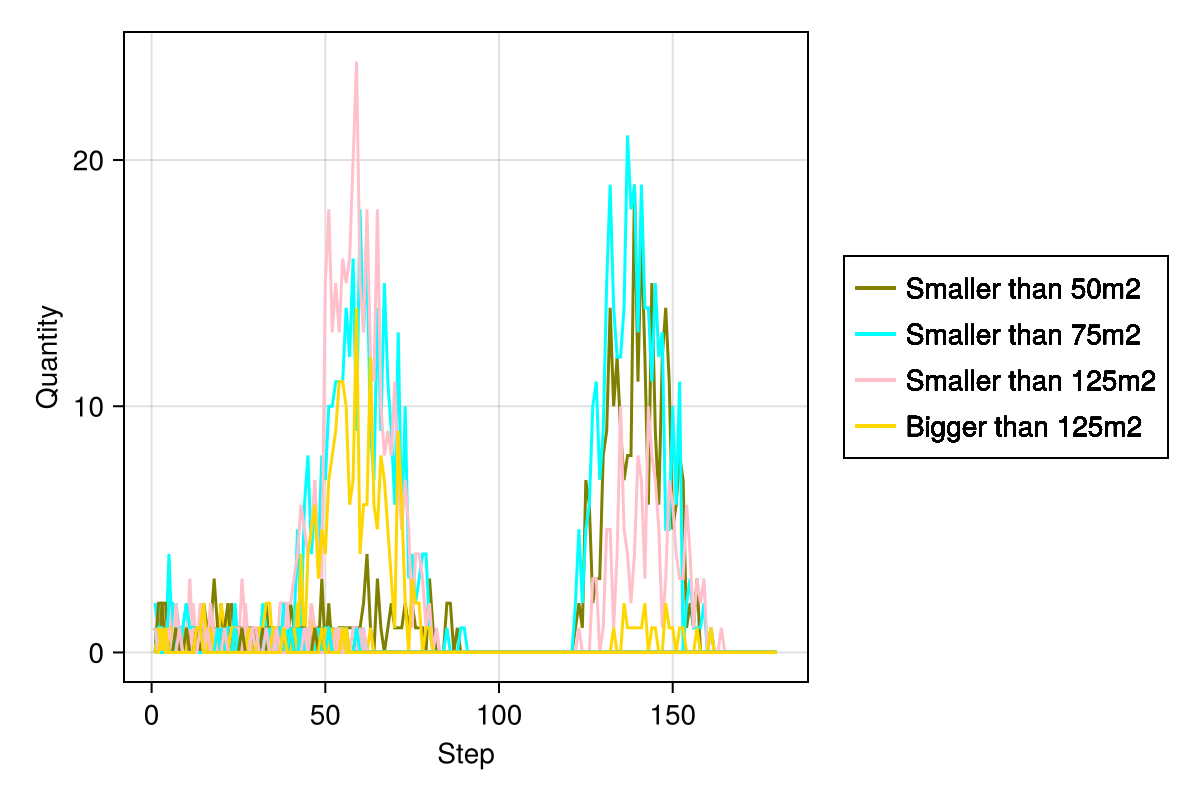 20
10
0
Quantity
0
50
100
150
Step
Smaller than 50m2
Smaller than 75m2
Smaller than 125m2
Bigger than 125m2